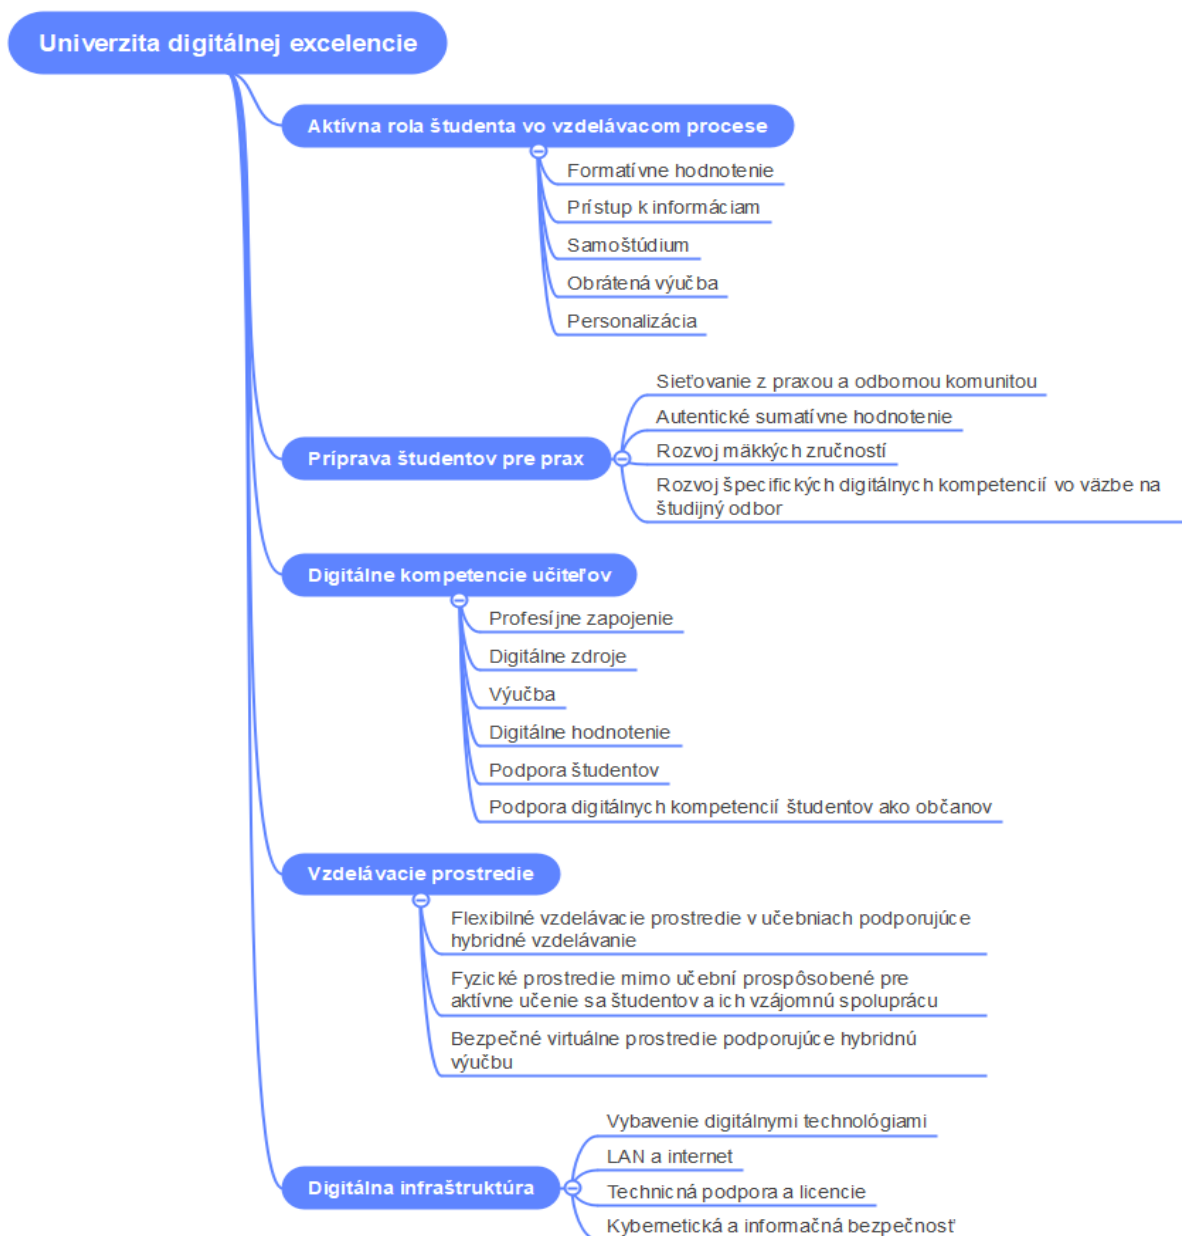 Univerzita digitálnej excelencie
Aktívna rola študenta vo vzdelávacom procese
Formatívne hodnotenie
Prístup k informáciam
Samoštúdium
Obrátená výučba
Personalizácia
Sieťovanie z praxou a odbornou komunitou
Autentické sumatívne hodnotenie
Príprava študentov pre prax
Rozvoj mäkkých zručností
Rozvoj špecifických digitálnych kompetencií vo väzbe na
študijný odbor
Digitálne kompetencie učiteľov
Profesíjne zapojenie
Digitálne zdroje
Výučba
Digitálne hodnotenie
Podpora študentov
Podpora digitálnych kompetencií študentov ako občanov
Vzdelávacie prostredie
Flexibilné vzdelávacie prostredie v učebniach podporujúce
hybridné vzdelávanie
Fyzické prostredie mimo učební prospôsobené pre
aktívne učenie sa študentov a ich vzájomnú spoluprácu
Bezpečné virtuálne prostredie podporujúce hybridnú
výučbu
Vybavenie digitálnymi technológiami
LAN a internet
Digitálna infraštruktúra
Technicná podpora a licencie
Kybernetická a informačná bezpečnosť